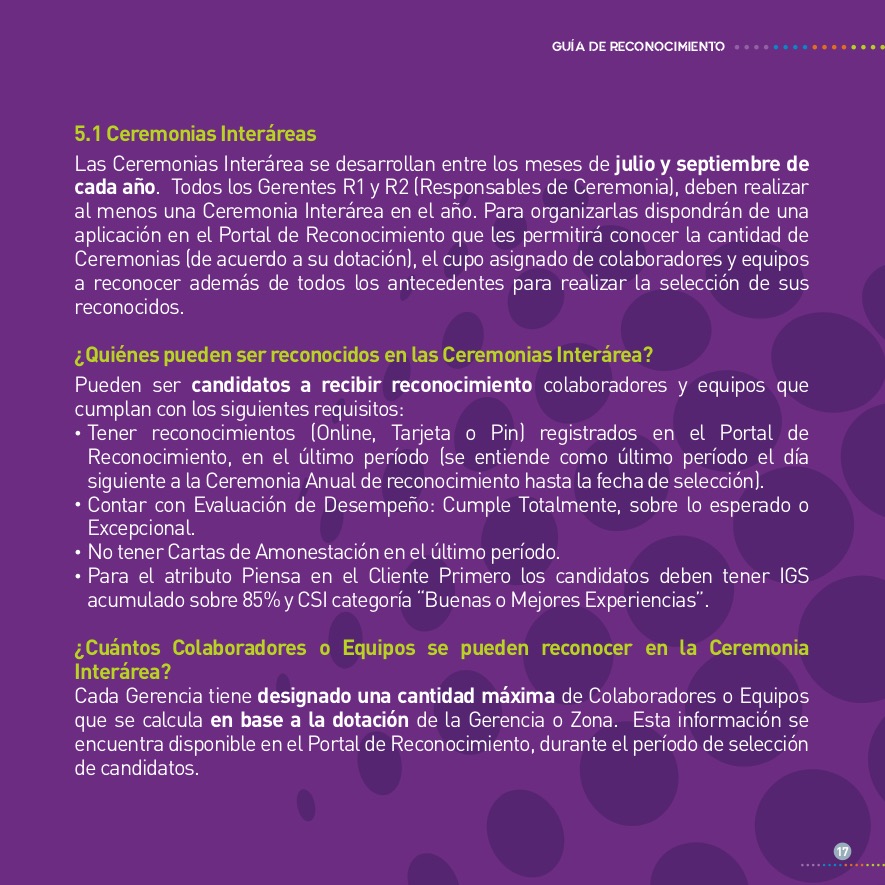 GUÍA DE RECONOCIMIENTO
5.1 Ceremonias Interáreas
Las Ceremonias Interárea se desarrollan entre los meses de julio y septiembre de
cada año.  Todos los Gerentes R1 y R2 (Responsables de Ceremonia), deben realizar
al menos una Ceremonia Interárea en el año. Para organizarlas dispondrán de una
aplicación en el Portal de Reconocimiento que les permitirá conocer la cantidad de
Ceremonias (de acuerdo a su dotación), el cupo asignado de colaboradores y equipos
a reconocer además de todos los antecedentes para realizar la selección de sus
reconocidos.
¿Quiénes pueden ser reconocidos en las Ceremonias Interárea?
Pueden ser candidatos a recibir reconocimiento colaboradores y equipos que
cumplan con los siguientes requisitos:
• Tener reconocimientos (Online, Tarjeta o Pin) registrados en el Portal de
Reconocimiento, en el último período (se entiende como último período el día
siguiente a la Ceremonia Anual de reconocimiento hasta la fecha de selección).
• Contar con Evaluación de Desempeño: Cumple Totalmente, sobre lo esperado o
Excepcional.
• No tener Cartas de Amonestación en el último período.
• Para el atributo Piensa en el Cliente Primero los candidatos deben tener IGS
acumulado sobre 85% y CSI categoría “Buenas o Mejores Experiencias”.
¿Cuántos Colaboradores o Equipos se pueden reconocer en la Ceremonia
Interárea?
Cada Gerencia tiene designado una cantidad máxima de Colaboradores o Equipos
que se calcula en base a la dotación de la Gerencia o Zona.  Esta información se
encuentra disponible en el Portal de Reconocimiento, durante el período de selección
de candidatos.
17